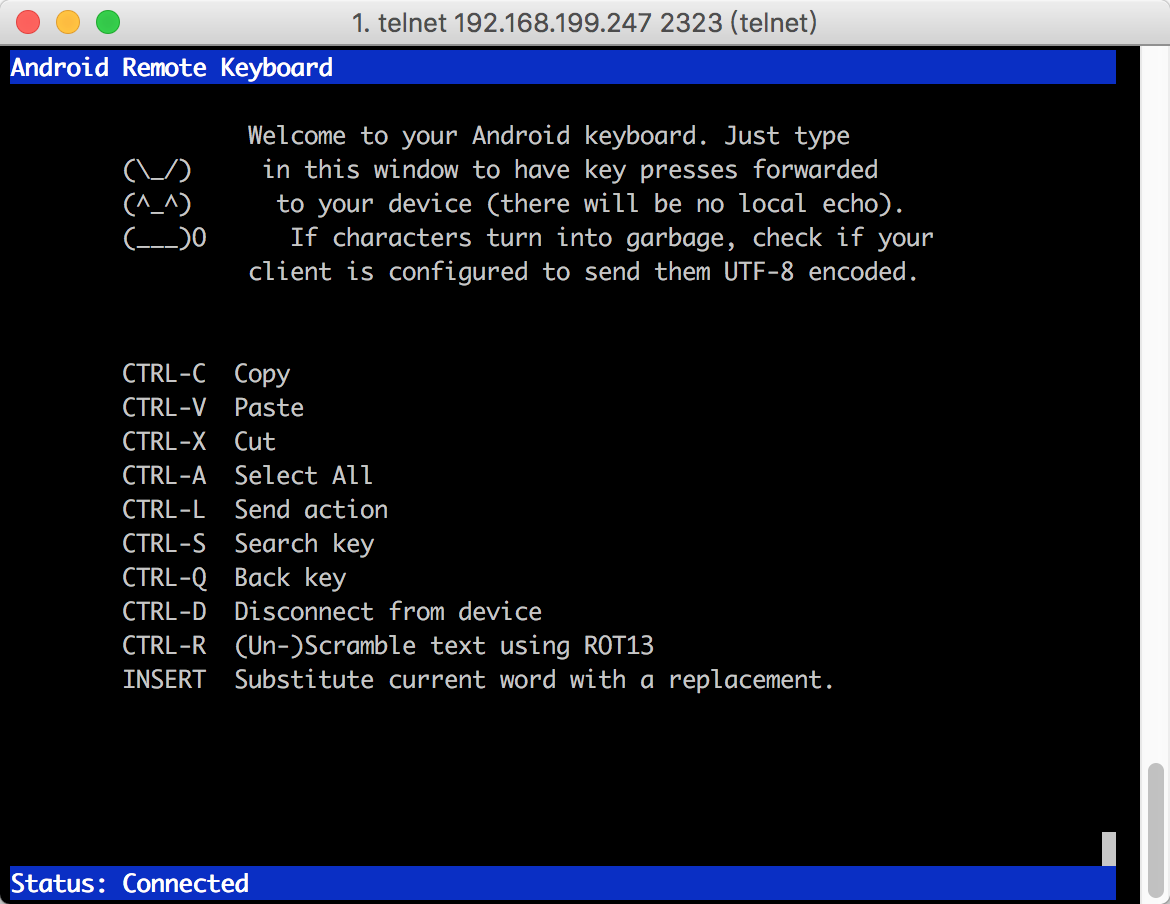 1. telnet 192.168.199.247 2323 (telnet)
Android Remote Keyboard
Welcome to your Android keyboard. Just type
(\_/) in this window to have key presses forwarded
(^_^) to your device (there will be no local echo).
(___)O If characters turn into garbage, check if your
client is configured to send them UTF-8 encoded.
CTRL-C Copy
CTRL-V Paste
CTRL-X Cut
CTRL-A Select All
CTRL-L Send action
CTRL-S Search key
CTRL-Q Back key
CTRL-D Disconnect from device
CTRL-R (Un-)Scramble text using ROT13
INSERT Substitute current word with a replacement.
Status: Connected